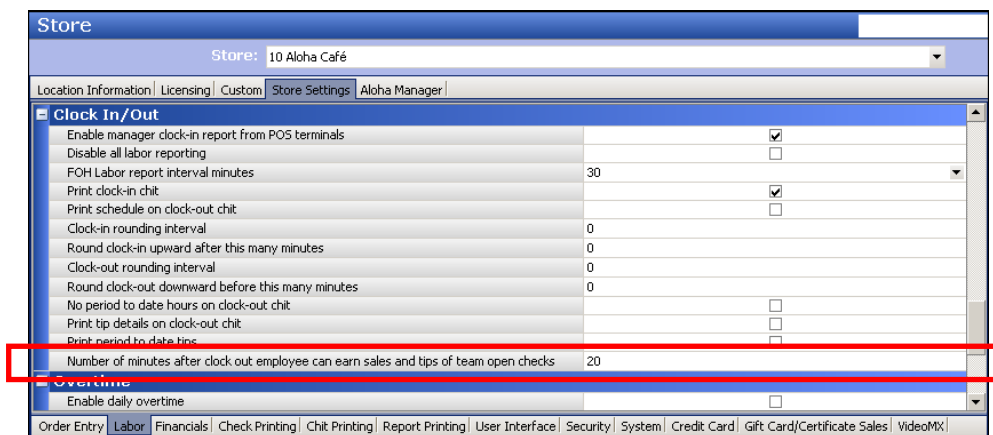 Store
Store: 10 Aloha Café
Location Information Licensing Custom Store Settings Aloha Manager
Clock In/Out
Enable manager clock-in report from POS terminals
Disable all labor reporting
FOH Labor report interval minutes 30
Print clock-in chit
Print schedule on clock-out chit
Clock-in rounding interval 0
Round clock-in upward after this many minutes 0
Clock-out rounding interval 0
Round clock-out downward before this many minutes 0
No period to date hours on clock-out chit
Print tip details on clock-out chit
Print period to date tips
Number of minutes after clock out employee can earn sales and tips of team open checks 20
Overtime
Enable daily overtime
Order Entry Labor Financials Check Printing Chit Printing Report Printing User Interface Security System Credit Card Gift Card/Certificate Sales VideoMX